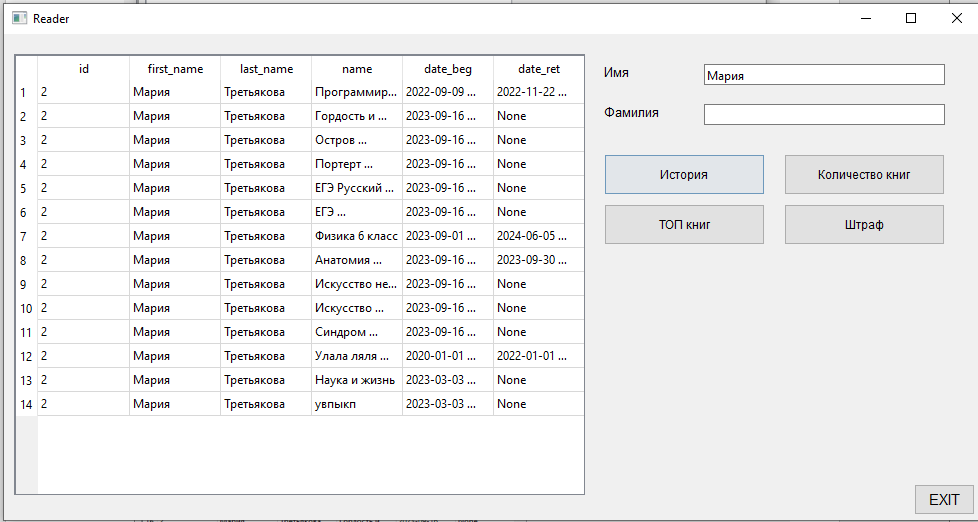 Reader
id first_name last_name name date_beg date_ret
1 2 Мария Третьякова Программир... 2022-09-09 ... 2022-11-22 ...
2 2 Мария Третьякова Гордость и ... 2023-09-16 ... None
3 2 Мария Третьякова Остров ... 2023-09-16 ... None
4 2 Мария Третьякова Портерт ... 2023-09-16 ... None
5 2 Мария Третьякова ЕГЭ Русский ... 2023-09-16 ... None
6 2 Мария Третьякова ЕГЭ ... 2023-09-16 ... None
7 2 Мария Третьякова Физика 6 класс 2023-09-01 ... 2024-06-05 ...
8 2 Мария Третьякова Анатомия ... 2023-09-16 ... 2023-09-30 ...
9 2 Мария Третьякова Искусство не... 2023-09-16 ... None
10 2 Мария Третьякова Искусство ... 2023-09-16 ... None
11 2 Мария Третьякова Синдром ... 2023-09-16 ... None
12 2 Мария Третьякова Улала ляля ... 2020-01-01 ... 2022-01-01 ...
13 2 Мария Третьякова Наука и жизнь 2023-03-03 ... None
14 2 Мария Третьякова увпыкп 2023-03-03 ... None
Имя Мария
Фамилия
История Количество книг
ТОП книг Штраф
EXIT